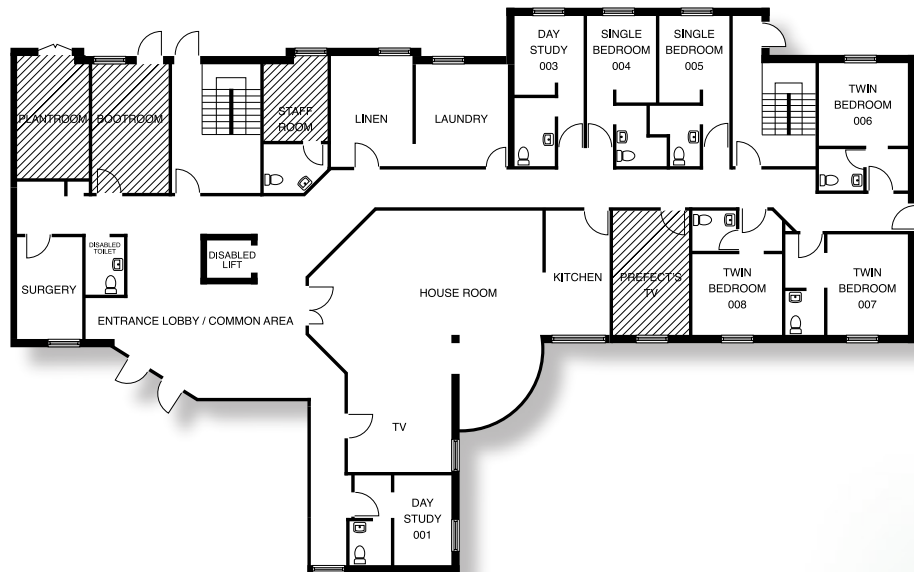 DAY
STUDY
003
SINGLE
BEDROOM
004
SINGLE
BEDROOM
005
TWIN
BEDROOM
006
PLANTROOM
BOOTROOM
STAFF
ROOM
LINEN
LAUNDRY
DISABLED
TOILET
DISABLED
LIFT
SURGERY
ENTRANCE LOBBY / COMMON AREA
HOUSE ROOM
KITCHEN
PREFECT'S
TV
TWIN
BEDROOM
008
TWIN
BEDROOM
007
TV
DAY
STUDY
001